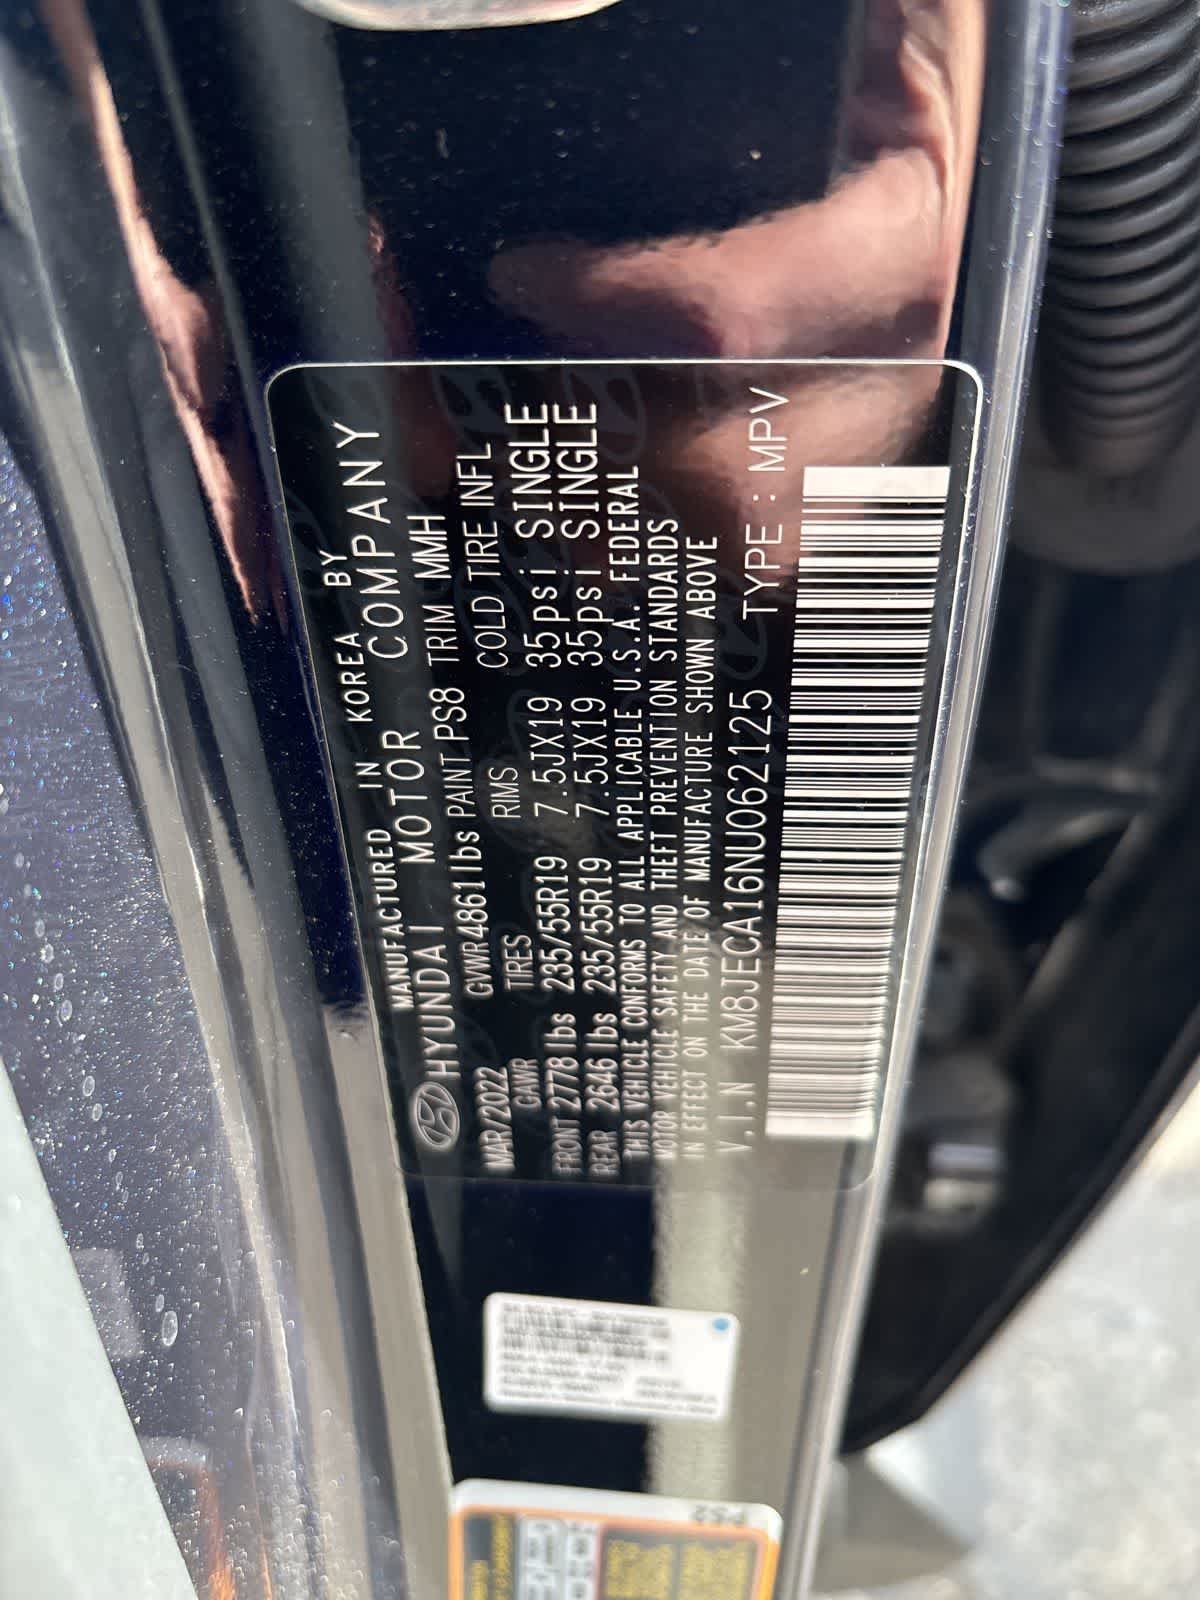 MANUFACTURED IN KOREA BY
HYUNDAI MOTOR COMPANY
MAR/2022 GVWR4861lbs PAINT PS8 TRIM MMH
GAWR TIRES RIMS COLD TIRE INFL
FROUT 2778 lbs 235/55R19 7.5JX19 35psi SINGLE
REAR 2646 lbs 235/55R19 7.5JX19 35psi SINGLE
THIS VEHICLE CONFORMS TO ALL APPLICABLE U.S.A. FEDERAL
MOTOR VEHICLE SAFETY AND THEFT PREVENTION STANDARDS
IN EFFECT ON THE DATE OF MANUFACTURE SHOWN ABOVE
V.I.N KM8JECA16NU062125 TYPE : MPV